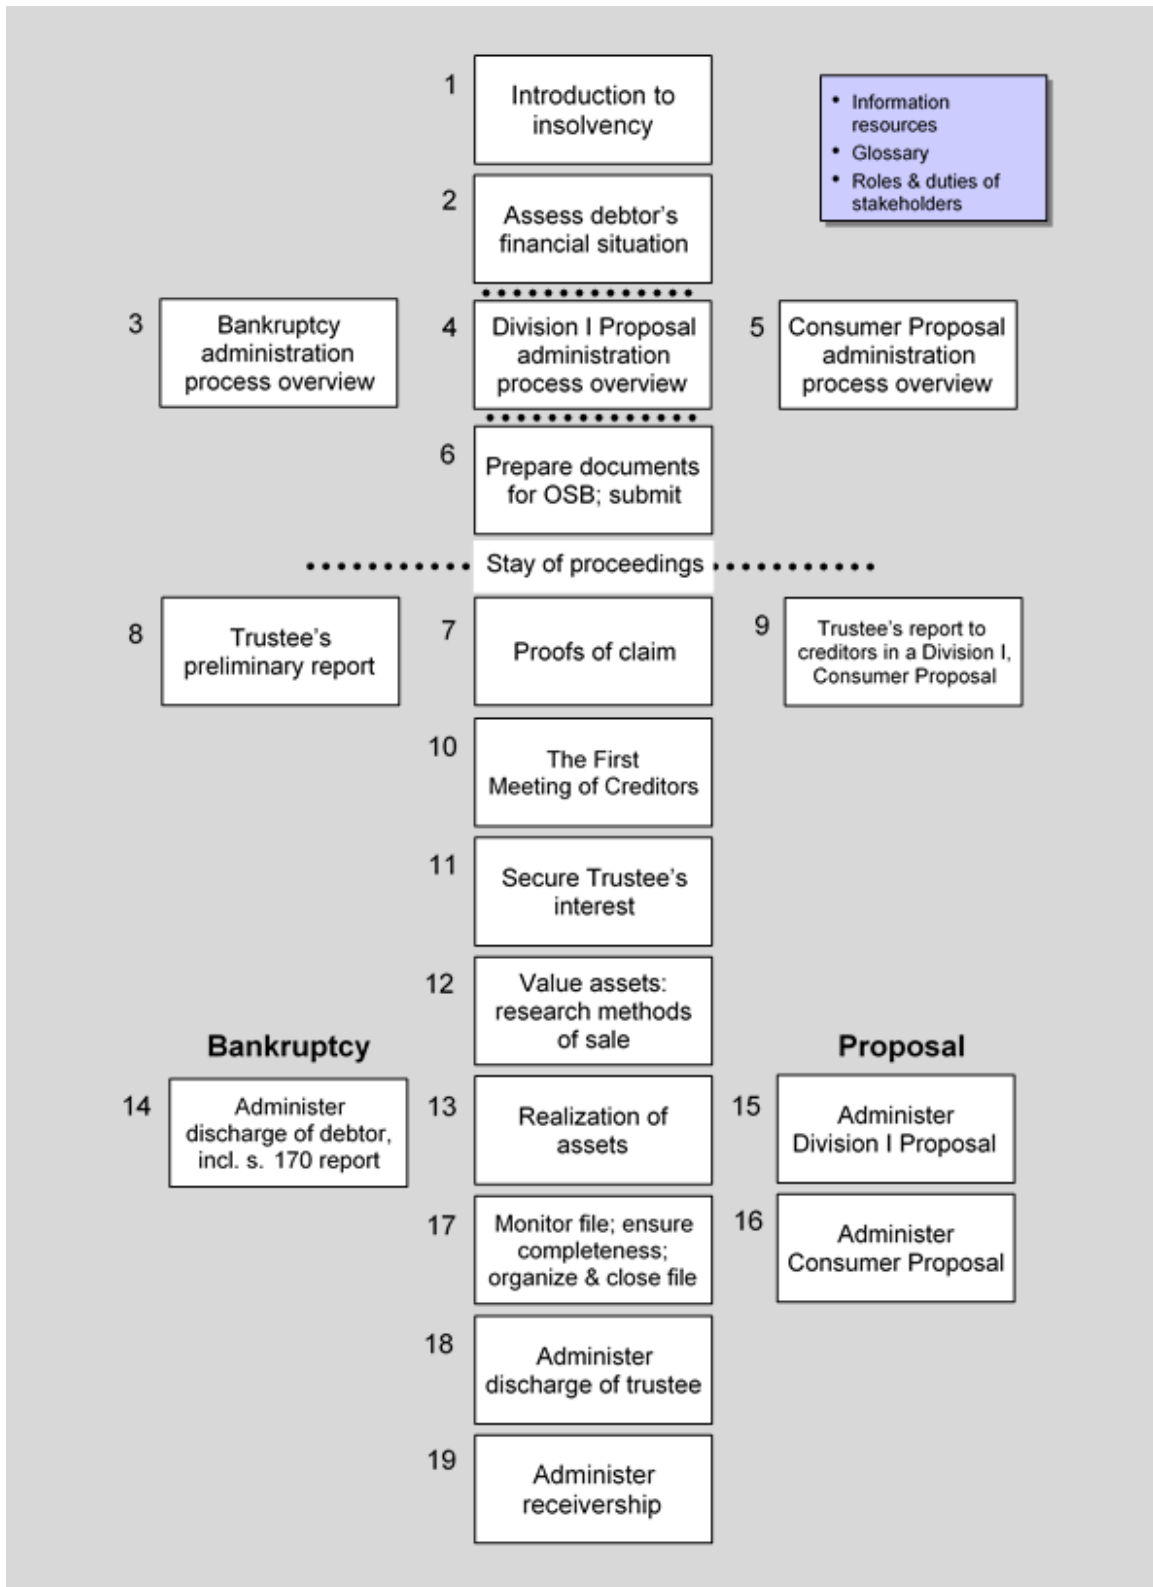 1
Introduction to
insolvency
• Information
resources
• Glossary
• Roles & duties of
stakeholders
2
Assess debtor's
financial situation
3
Bankruptcy
administration
process overview
4
Division I Proposal
administration
process overview
5
Consumer Proposal
administration
process overview
6
Prepare documents
for OSB; submit
Stay of proceedings
8
Trustee's
preliminary report
7
Proofs of claim
9
Trustee's report to
creditors in a Division I,
Consumer Proposal
10
The First
Meeting of Creditors
11
Secure Trustee's
interest
12
Value assets:
research methods
of sale
Bankruptcy
Proposal
14
Administer
discharge of debtor,
incl. s. 170 report
13
Realization of
assets
15
Administer
Division I Proposal
17
Monitor file; ensure
completeness;
organize & close file
16
Administer
Consumer Proposal
18
Administer
discharge of trustee
19
Administer
receivership